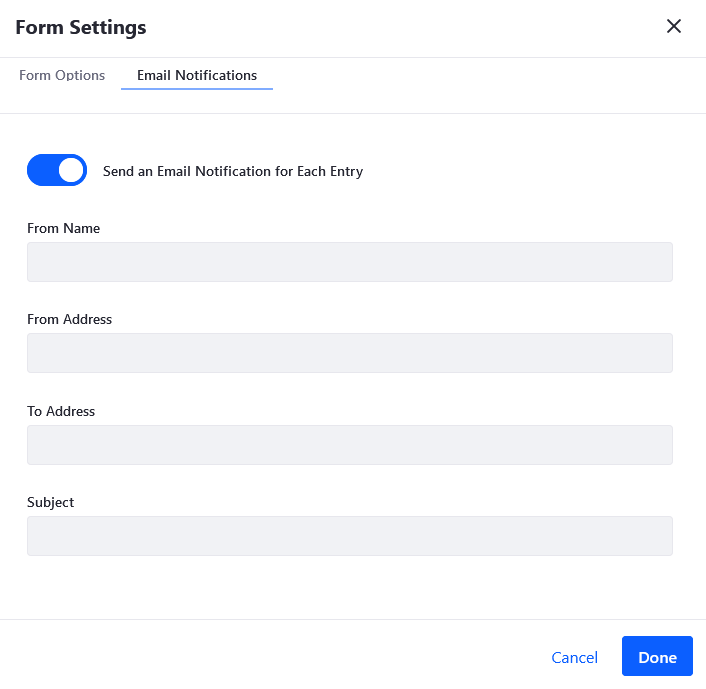 Form Settings
Form Options Email Notifications
Send an Email Notification for Each Entry
From Name
From Address
To Address
Subject
Cancel Done